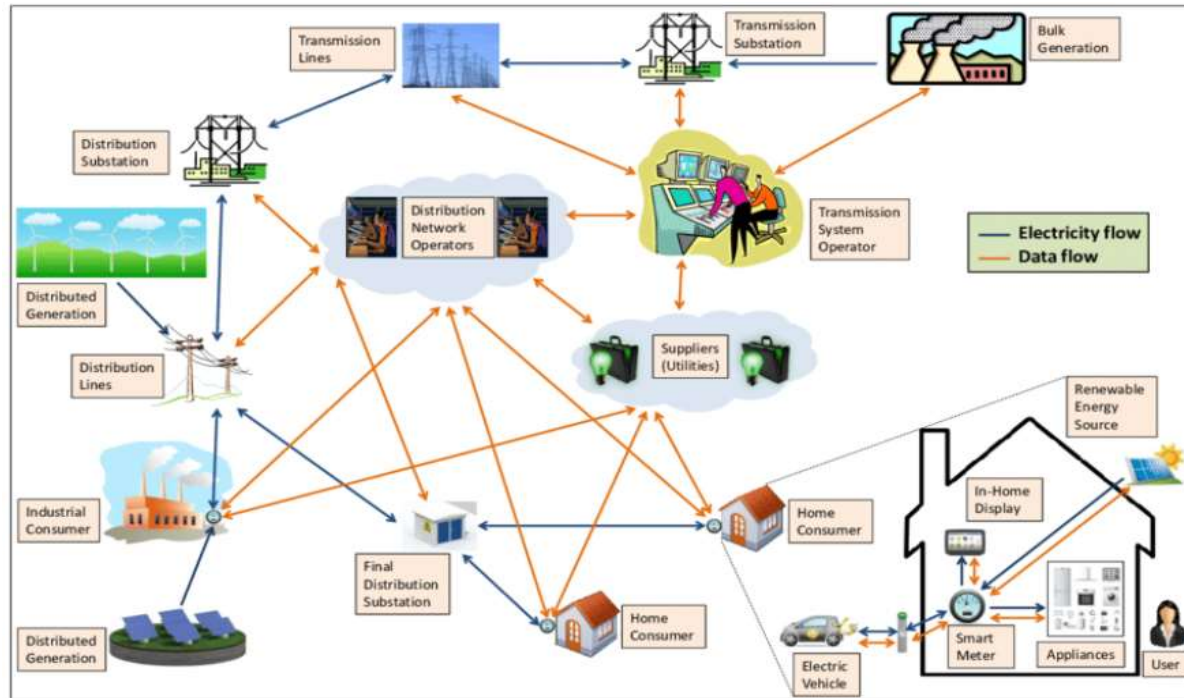 Transmission
Lines
Transmission
Substation
Bulk
Generation
Distribution
Substation
Distribution
Network
Operators
Transmission
System
Operator
Electricity flow
Data flow
Distributed
Generation
Distribution
Lines
Suppliers
(Utilities)
Renewable
Energy
Source
Industrial
Consumer
In-Home
Display
Home
Consumer
Final
Distribution
Substation
Home
Consumer
Distributed
Generation
Electric
Vehicle
Smart
Meter
Appliances
User